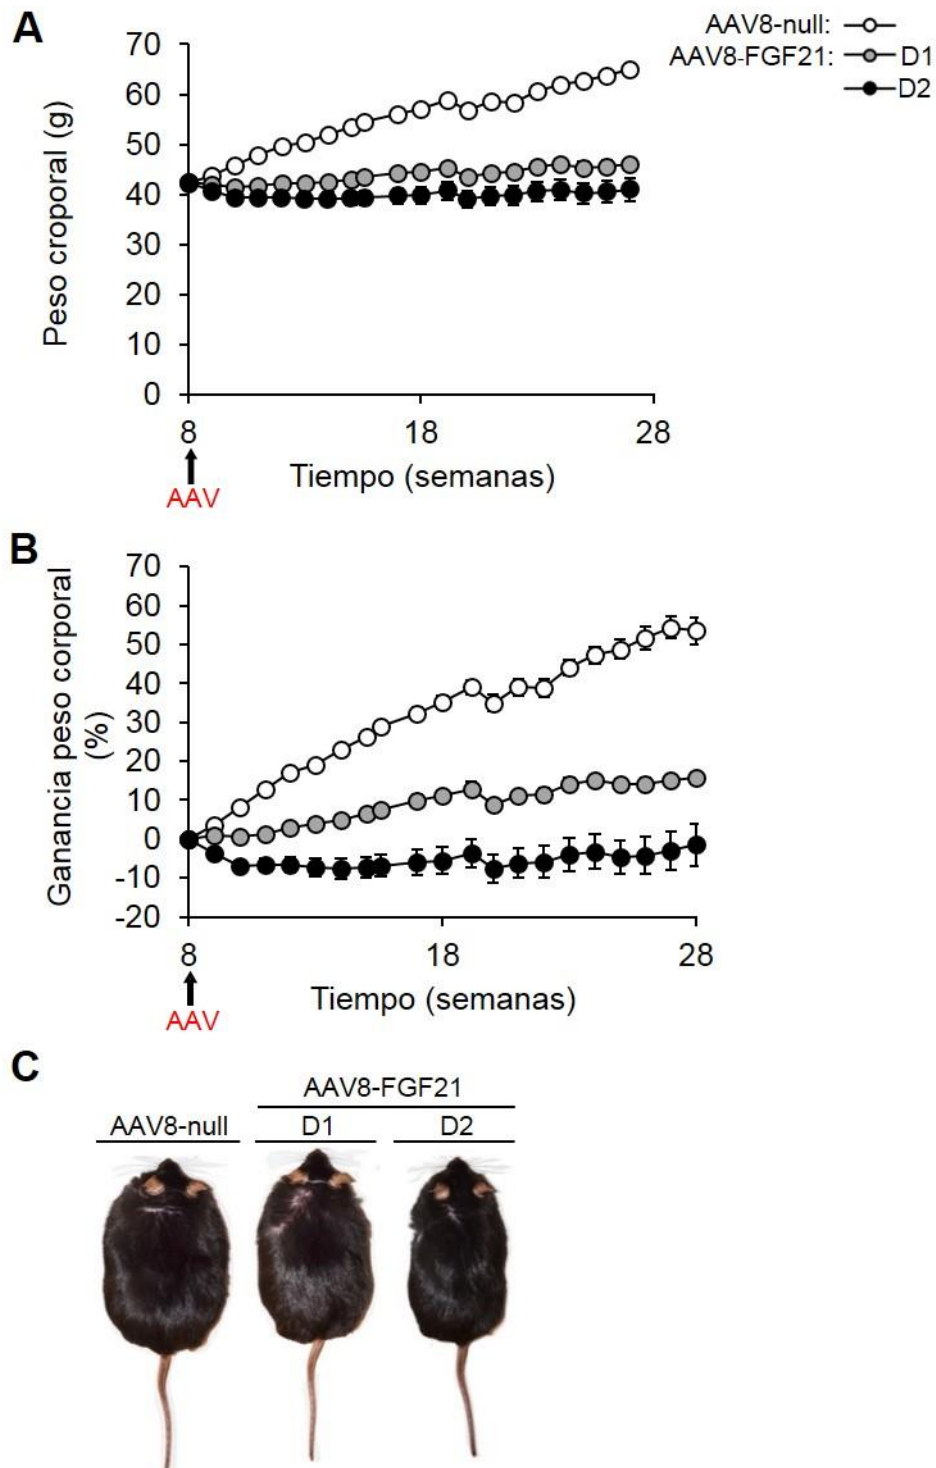 A
AAV8-null:
AAV8-FGF21: D1
D2
Peso croporal (g)
70
60
50
40
30
20
10
0
8 18 28
Tiempo (semanas)
AAV
B
Ganancia peso corporal
(%)
70
60
50
40
30
20
10
0
-10
-20
8 18 28
Tiempo (semanas)
AAV
C
AAV8-FGF21
AAV8-null D1 D2